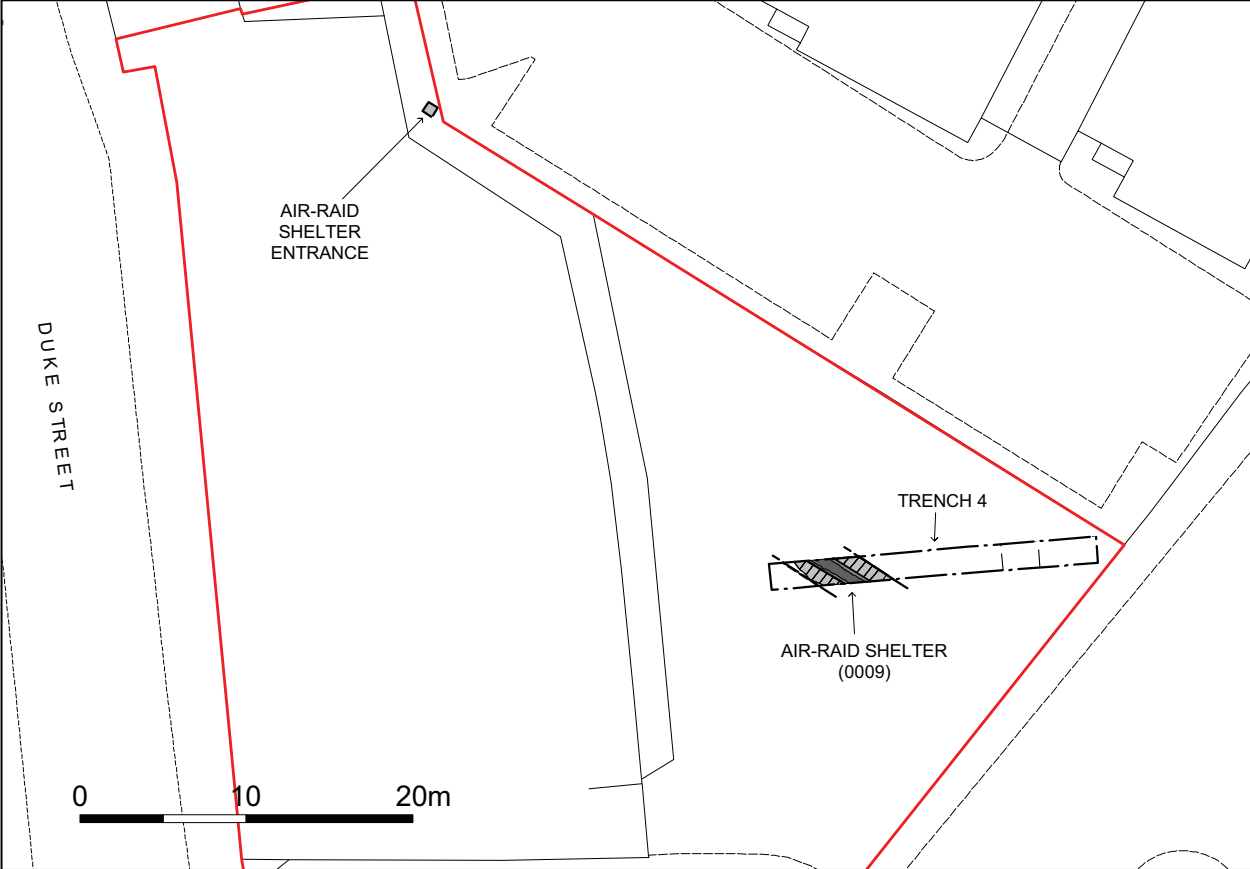 AIR-RAID
SHELTER
ENTRANCE
DUKE STREET
TRENCH 4
AIR-RAID SHELTER
(0009)
0 10 20m